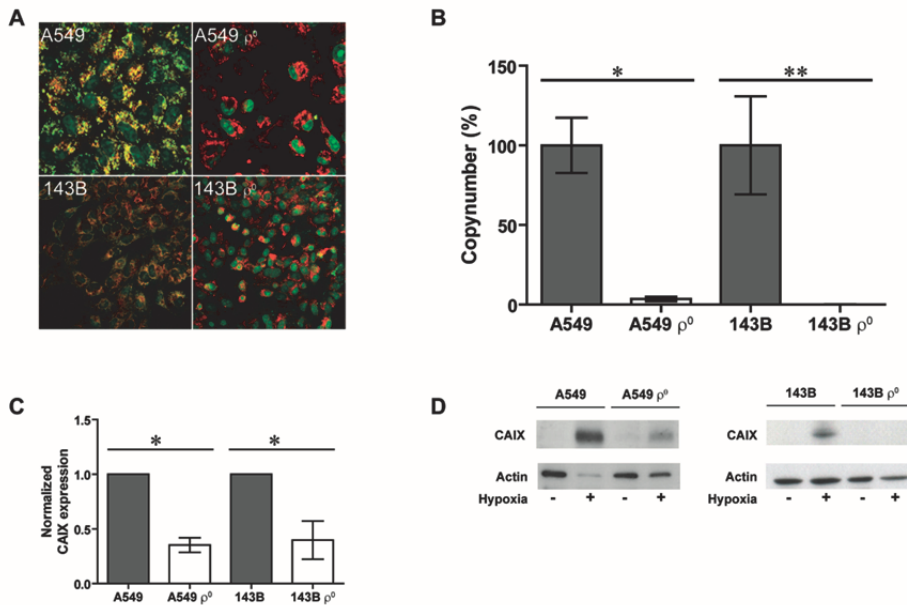 A
A549
A549 ρ⁰
143B
143B ρ⁰
B
Copynumber (%)
150
100
50
0
*
**
A549
A549 ρ⁰
143B
143B ρ⁰
C
Normalized
CAIX expression
1.5
1.0
0.5
0.0
*
*
A549
A549 ρ⁰
143B
143B ρ⁰
D
A549
A549 ρ⁰
CAIX
Actin
Hypoxia - + - +
143B
143B ρ⁰
CAIX
Actin
Hypoxia - + - +